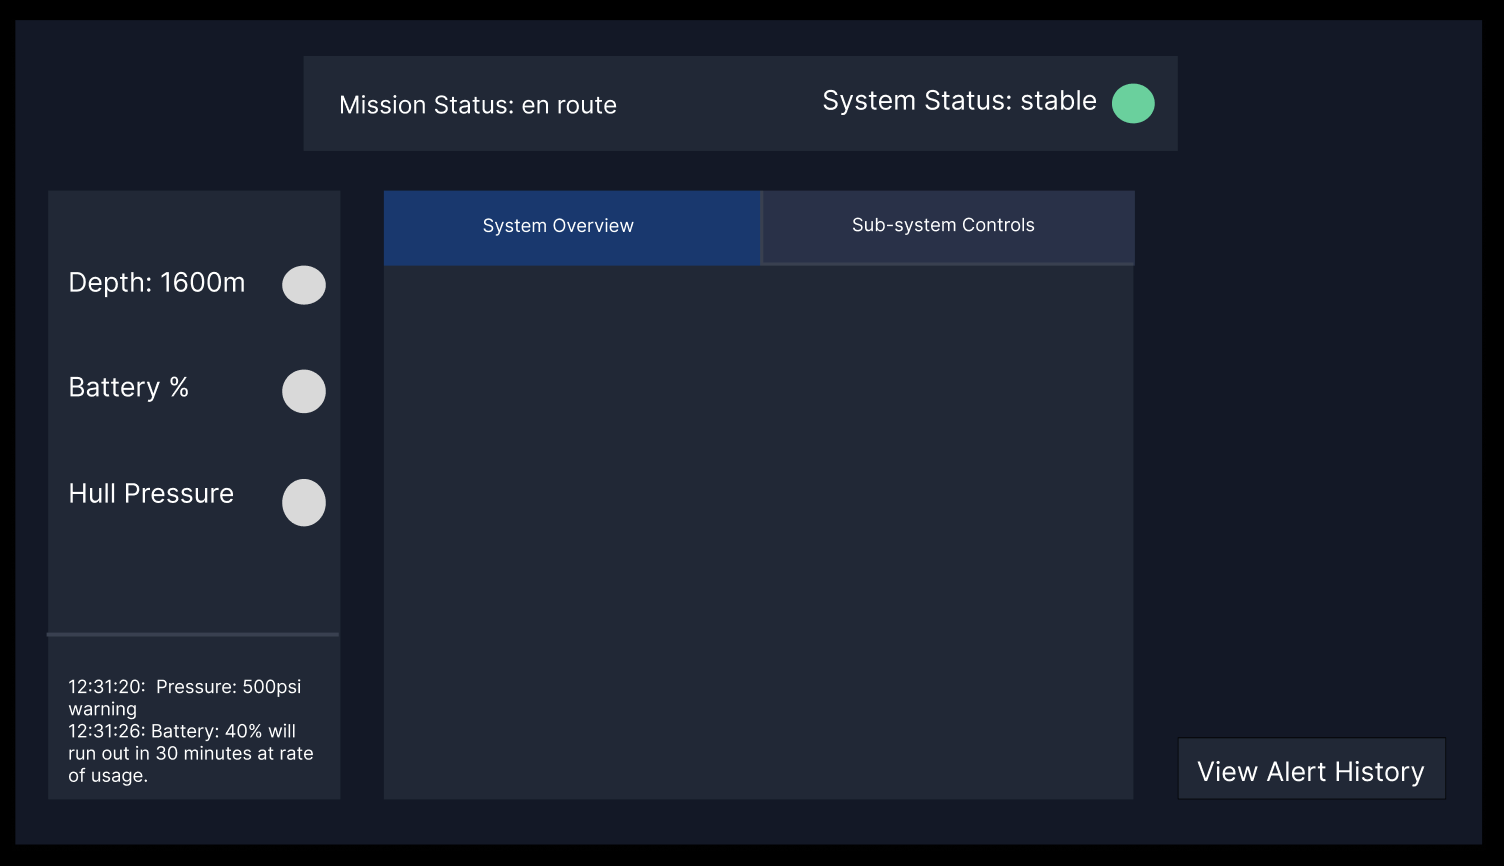 Mission Status: en route
System Status: stable
System Overview
Sub-system Controls
Depth: 1600m
Battery %
Hull Pressure
12:31:20:  Pressure: 500psi
warning
12:31:26: Battery: 40% will
run out in 30 minutes at rate
of usage.
View Alert History